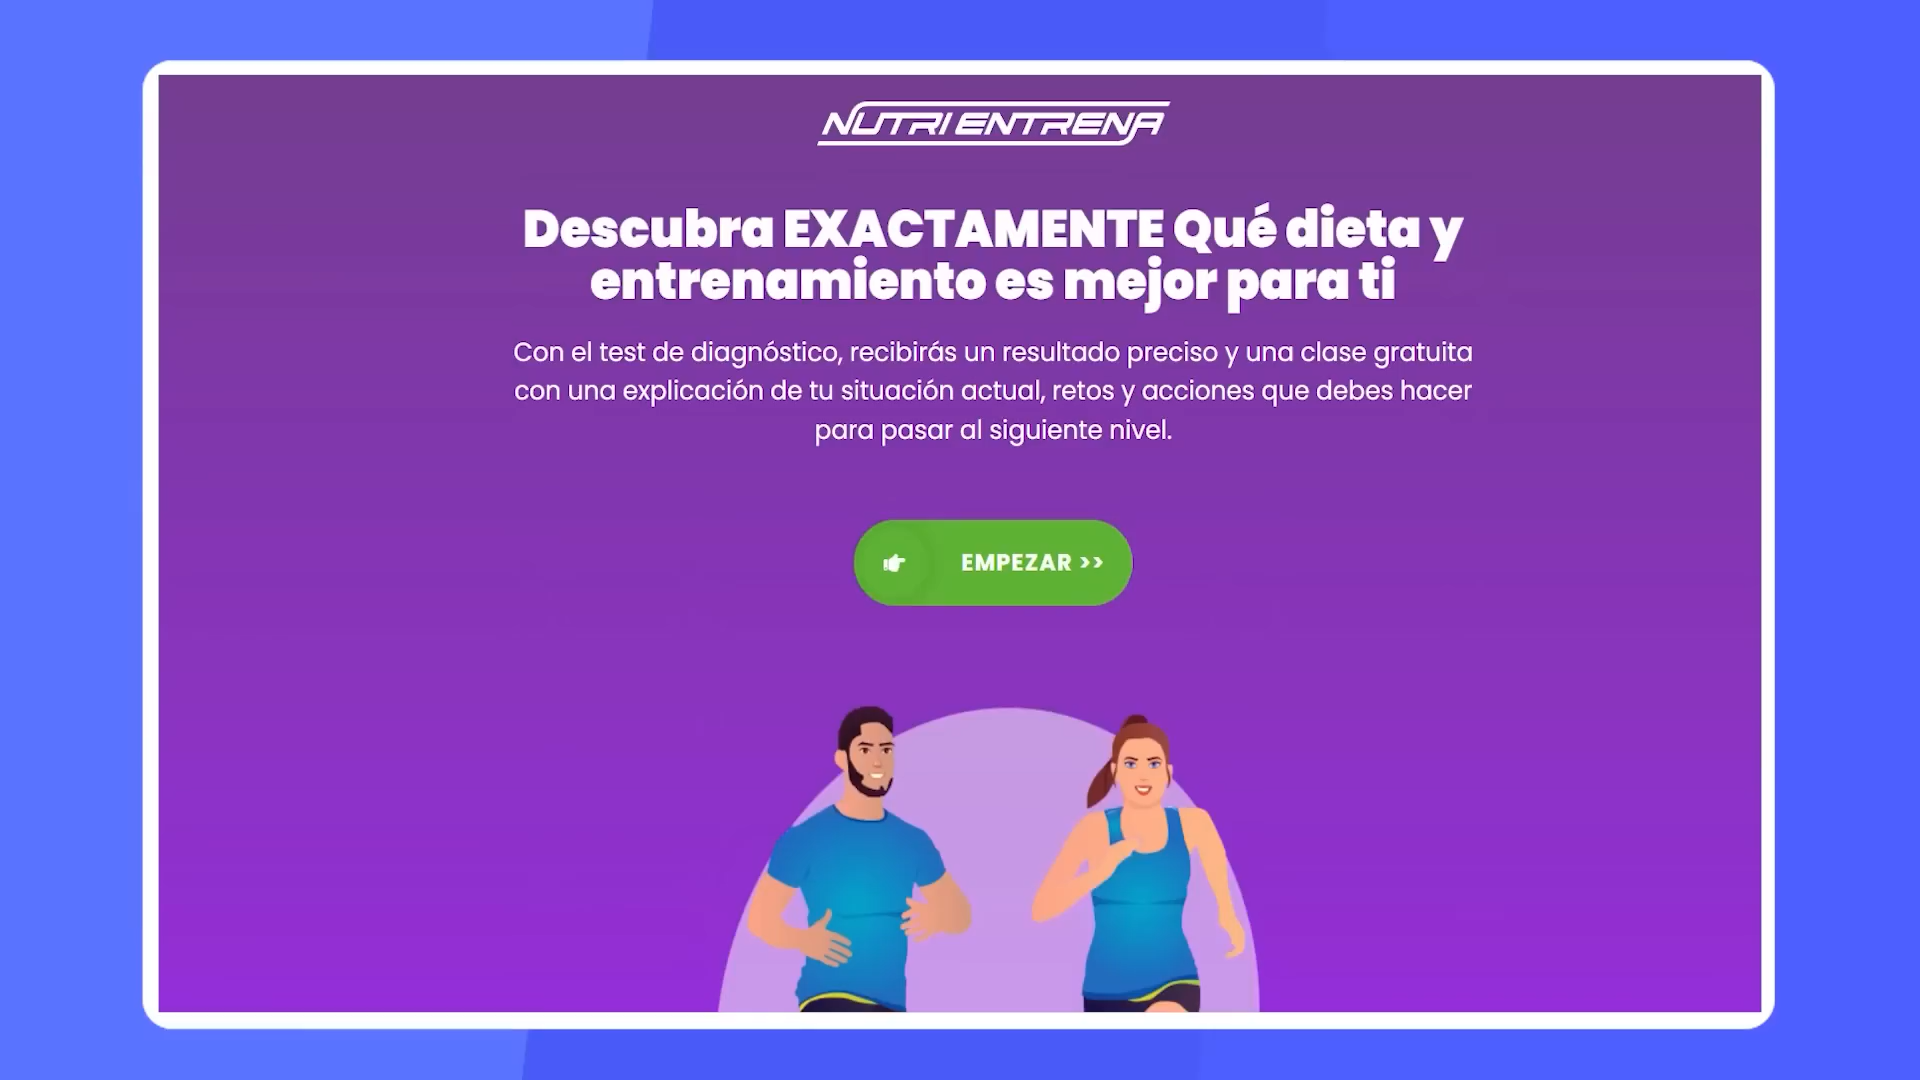 NUTRI ENTRENA
Descubra EXACTAMENTE Qué dieta y
entrenamiento es mejor para ti
Con el test de diagnóstico, recibirás un resultado preciso y una clase gratuita
con una explicación de tu situación actual, retos y acciones que debes hacer
para pasar al siguiente nivel.
EMPEZAR >>